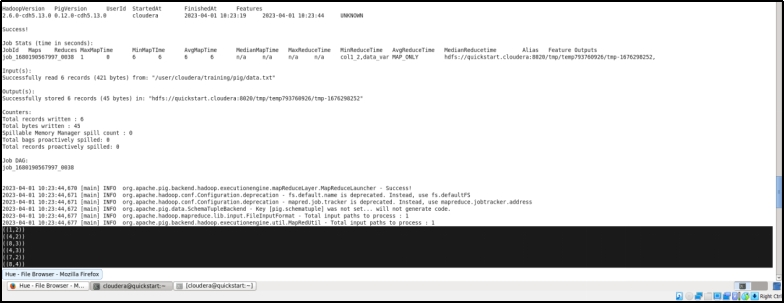 HadoopVersion PigVersion UserId StartedAt FinishedAt Features
2.6.0-cdh5.13.0 0.12.0-cdh5.13.0 cloudera 2023-04-01 10:23:19 2023-04-01 10:23:44 UNKNOWN
Success!
Job Stats (time in seconds):
JobId Maps Reduces MaxMapTime MinMapTIme AvgMapTime MedianMapTime MaxReduceTime MinReduceTime AvgReduceTime MedianReducetime Alias Feature Outputs
job_1680190567997_0038 1 0 6 6 6 6 n/a n/a n/a n/a col1_2,data_var MAP_ONLY hdfs://quickstart.cloudera:8020/tmp/temp793760926/tmp-1676298252,
Input(s):
Successfully read 6 records (421 bytes) from: "/user/cloudera/training/pig/data.txt"
Output(s):
Successfully stored 6 records (45 bytes) in: "hdfs://quickstart.cloudera:8020/tmp/temp793760926/tmp-1676298252"
Counters:
Total records written : 6
Total bytes written : 45
Spillable Memory Manager spill count : 0
Total bags proactively spilled: 0
Total records proactively spilled: 0
Job DAG:
job_1680190567997_0038
2023-04-01 10:23:44,670 [main] INFO org.apache.pig.backend.hadoop.executionengine.mapReduceLayer.MapReduceLauncher - Success!
2023-04-01 10:23:44,671 [main] INFO org.apache.hadoop.conf.Configuration.deprecation - fs.default.name is deprecated. Instead, use fs.defaultFS
2023-04-01 10:23:44,671 [main] INFO org.apache.hadoop.conf.Configuration.deprecation - mapred.job.tracker is deprecated. Instead, use mapreduce.jobtracker.address
2023-04-01 10:23:44,672 [main] INFO org.apache.pig.data.SchemaTupleBackend - Key [pig.schematuple] was not set... will not generate code.
2023-04-01 10:23:44,677 [main] INFO org.apache.hadoop.mapreduce.lib.input.FileInputFormat - Total input paths to process : 1
2023-04-01 10:23:44,677 [main] INFO org.apache.pig.backend.hadoop.executionengine.util.MapRedUtil - Total input paths to process : 1
((1,2))
((4,2))
((8,3))
((4,3))
((7,2))
((8,4))
Hue - File Browser - Mozilla Firefox
Hue - File Browser - M... cloudera@quickstart:~ [cloudera@quickstart:~]
Right Ctrl